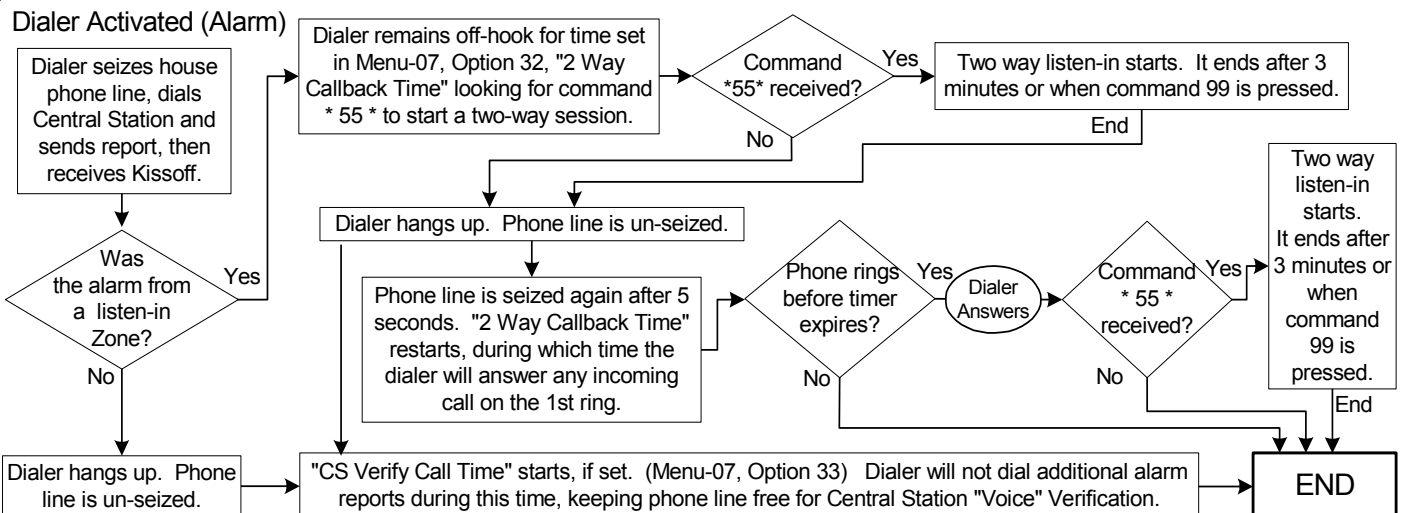 Dialer Activated (Alarm)
Dialer seizes house
phone line, dials
Central Station and
sends report, then
receives Kissoff.
Was
the alarm from
a listen-in
Zone?
Yes
No
Dialer hangs up. Phone
line is un-seized.
Dialer remains off-hook for time set
in Menu-07, Option 32, "2 Way
Callback Time" looking for command
* 55 * to start a two-way session.
Command
*55* received?
Yes
No
Two way listen-in starts. It ends after 3
minutes or when command 99 is pressed.
End
Dialer hangs up. Phone line is un-seized.
Phone line is seized again after 5
seconds. "2 Way Callback Time"
restarts, during which time the
dialer will answer any incoming
call on the 1st ring.
Phone rings
before timer
expires?
Yes
No
Dialer
Answers
Command
* 55 *
received?
Yes
No
Two way
listen-in
starts.
It ends after
3 minutes or
when
command
99 is
pressed.
End
"CS Verify Call Time" starts, if set. (Menu-07, Option 33) Dialer will not dial additional alarm
reports during this time, keeping phone line free for Central Station "Voice" Verification.
END